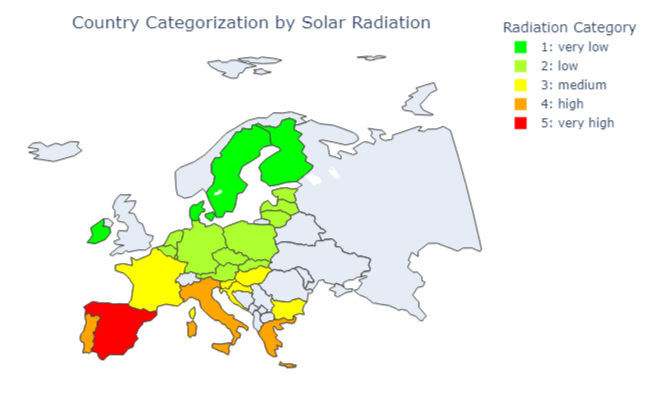 Country Categorization by Solar Radiation
Radiation Category
1: very low
2: low
3: medium
4: high
5: very high